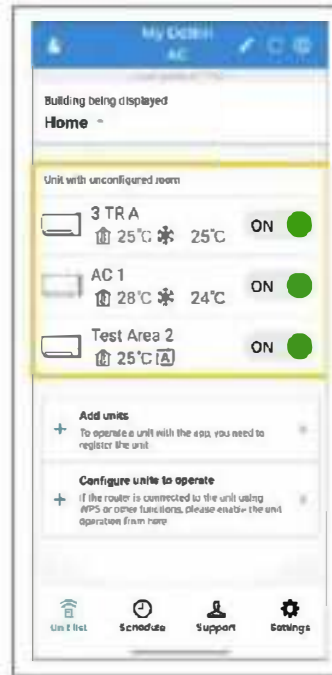 My
AC
Building being displayed
Home
Unit with unconfigured room
3 TR A
25°C 25°C
ON
AC 1
28°C 24°C
ON
Test Area 2
25°C A
ON
Add units
To operate a unit with the app, you need to
register the unit
Configure units to operate
If the router is connected to the unit using
WPS or other functions, please enable the unit
operation from here
Unit list Schedule Support Settings